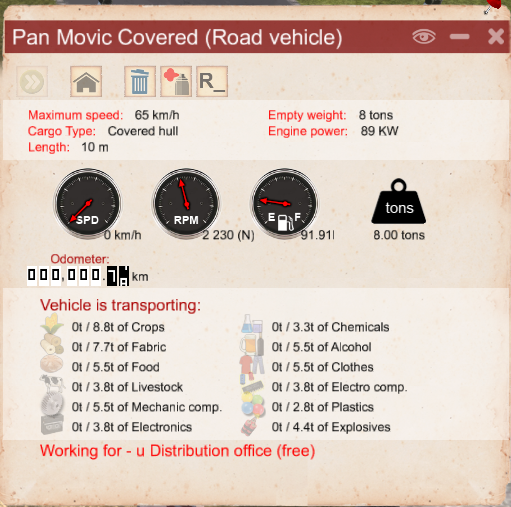 Pan Movic Covered (Road vehicle)
R_
Maximum speed: 65 km/h
Empty weight: 8 tons
Cargo Type: Covered hull
Engine power: 89 KW
Length: 10 m
SPD
RPM
E F
tons
0 km/h
2 230 (N)
91.91l
8.00 tons
Odometer:
km
Vehicle is transporting:
0t / 8.8t of Crops
0t / 3.3t of Chemicals
0t / 7.7t of Fabric
0t / 5.5t of Alcohol
0t / 5.5t of Food
0t / 5.5t of Clothes
0t / 3.8t of Livestock
0t / 3.8t of Electro comp.
0t / 5.5t of Mechanic comp.
0t / 2.8t of Plastics
0t / 3.8t of Electronics
0t / 4.4t of Explosives
Working for - u Distribution office (free)